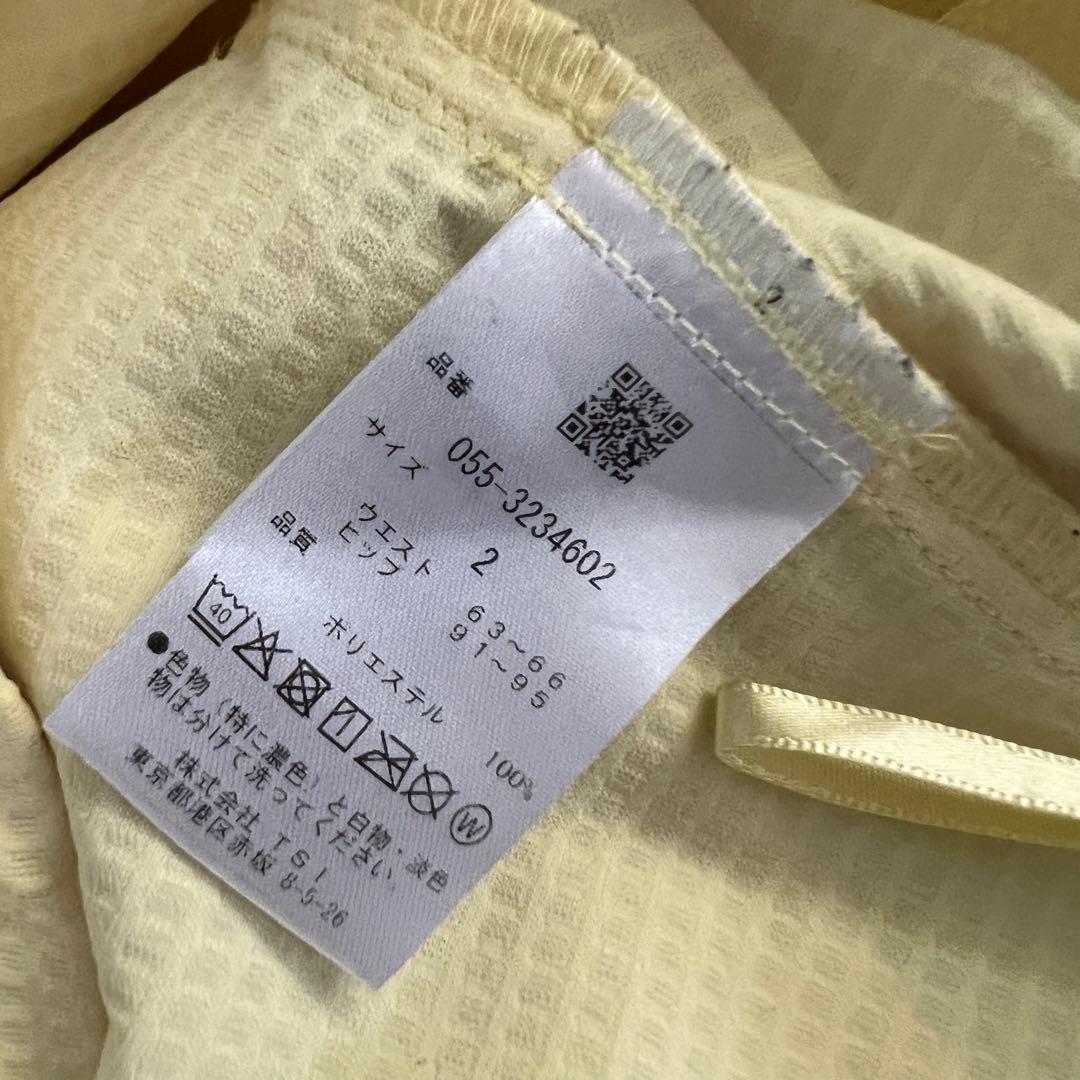 品番
055-3234602
サイズ 2
ウエスト 63~66
ヒップ 91~95
品質
ポリエステル 100%
40
W
●色物(特に濃色)と白物・淡色
物は分けて洗ってください。
株式会社 TSI
東京都港区赤坂 8-5-26